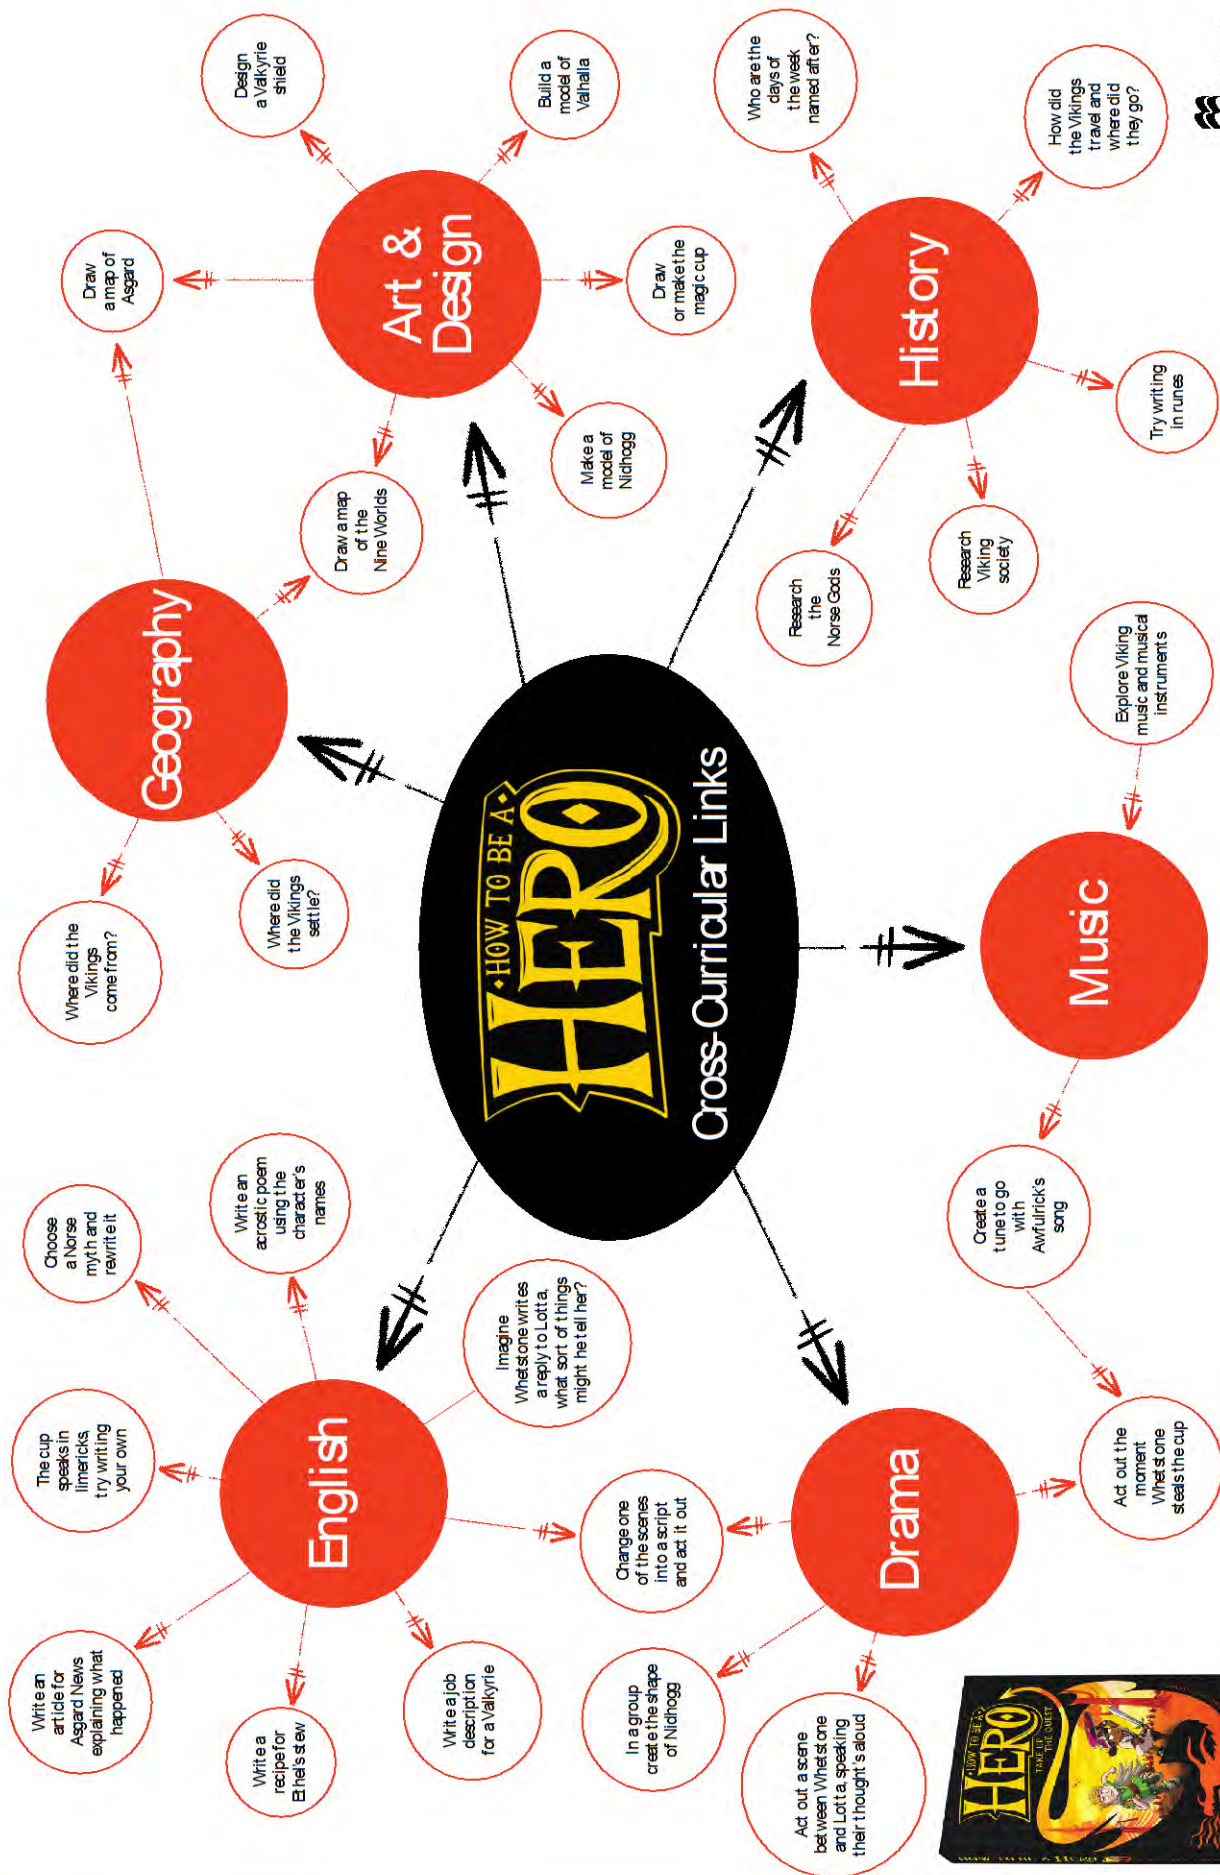 HOW TO BE A
HERO
Cross-Curricular Links
English
Write an
article for
Asgard News
explaining what
happened
The cup
speaks in
limericks,
try writing
your own
Choose
a Norse
myth and
rewrite it
Write an
acrostic poem
using the
character's
names
Imagine
Whetstone writes
a reply to Lotta,
what sort of things
might he tell her?
Write a
recipe for
Ethel's stew
Write a job
description
for a Valkyrie
Change one
of the scenes
into a script
and act it out
Geography
Where did the
Vikings
come from?
Where did
the Vikings
settle?
Draw
a map of
Asgard
Draw a map
of the
Nine Worlds
Art &
Design
Design
a Valkyrie
shield
Build a
model of
Valhalla
Draw
or make the
magic cup
Make a
model of
Nidhogg
History
Who are the
days of
the week
named after?
How did
the Vikings
travel and
where did
they go?
Try writing
in runes
Research
Viking
society
Research
the
Norse Gods
Music
Explore Viking
music and musical
instruments
Create a
tune to go
with
Awfulrick's
song
Drama
Act out the
moment
Whetstone
steals the cup
In a group
create the shape
of Nidhogg
Act out a scene
between Whetstone
and Lotta, speaking
their thought's aloud
HOW TO BE A
HERO
TAKE UP
THE QUEST